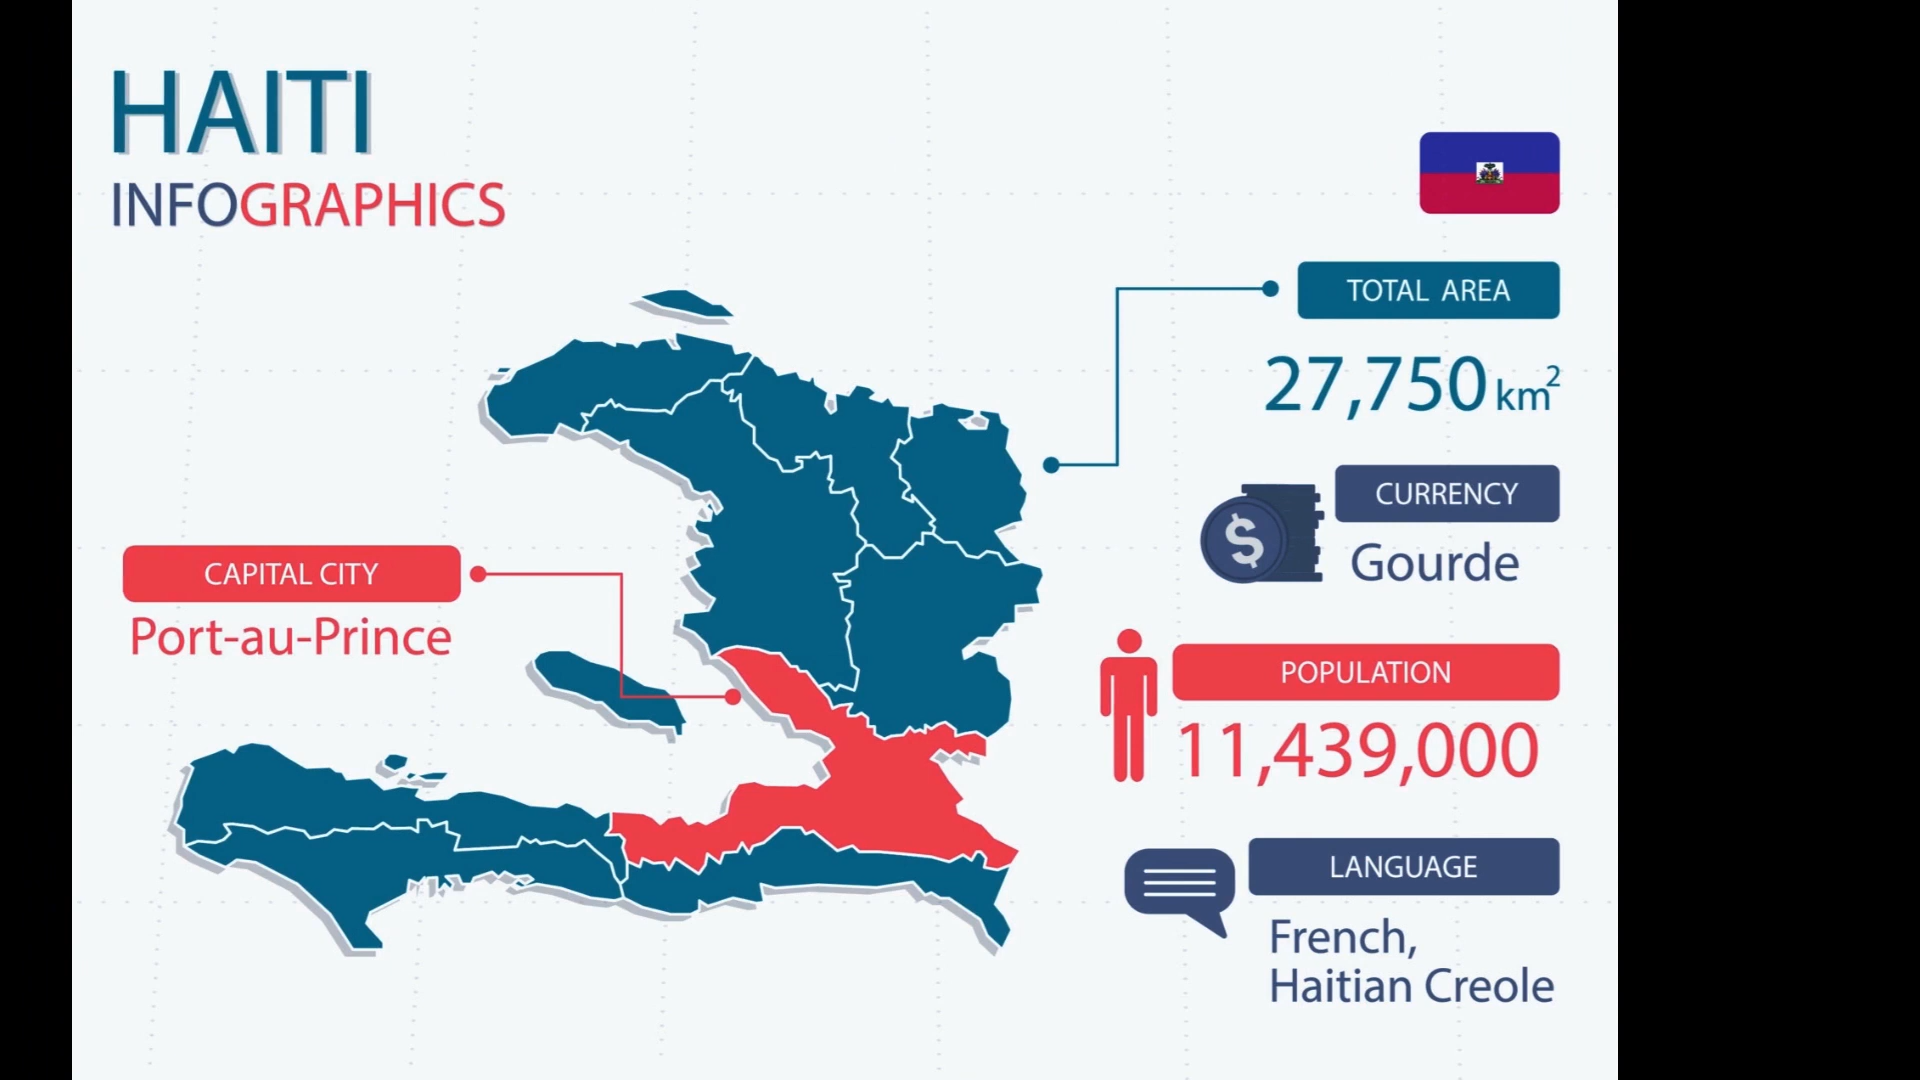 HAITI
INFOGRAPHICS
TOTAL AREA
27,750 km²
CURRENCY
$
Gourde
CAPITAL CITY
Port-au-Prince
POPULATION
11,439,000
LANGUAGE
French,
Haitian Creole